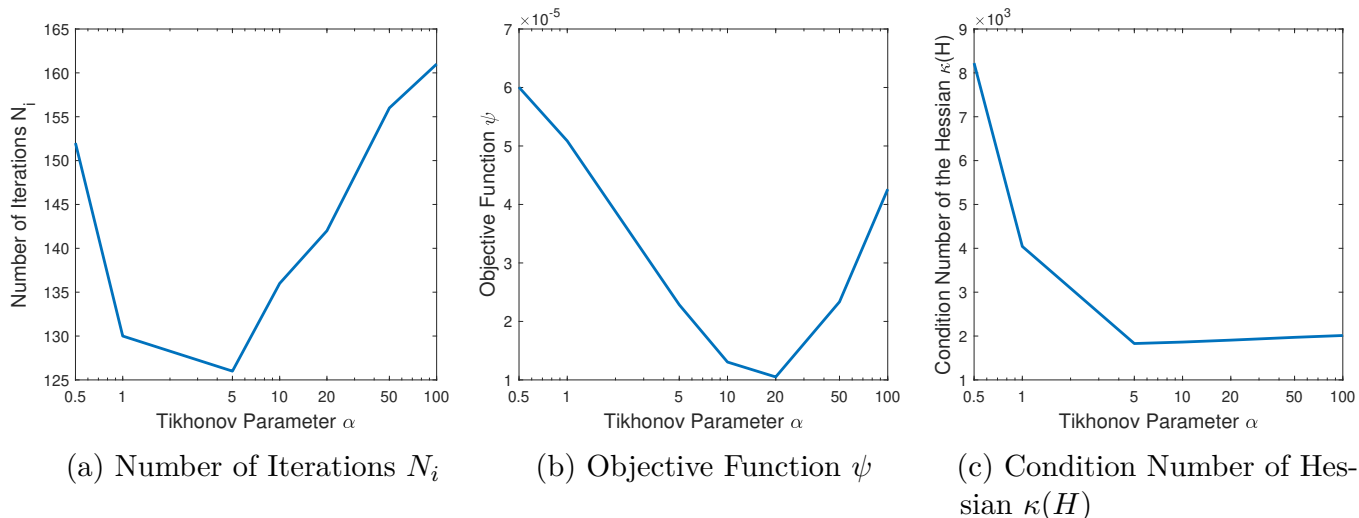 165
160
155
150
145
140
135
130
125
0.5 1 5 10 20 50 100
Number of Iterations N_i
Tikhonov Parameter α
(a) Number of Iterations N_i
×10^-5
7
6
5
4
3
2
1
0.5 1 5 10 20 50 100
Objective Function ψ
Tikhonov Parameter α
(b) Objective Function ψ
×10^3
9
8
7
6
5
4
3
2
1
0.5 1 5 10 20 50 100
Condition Number of the Hessian κ(H)
Tikhonov Parameter α
(c) Condition Number of Hes-
sian κ(H)